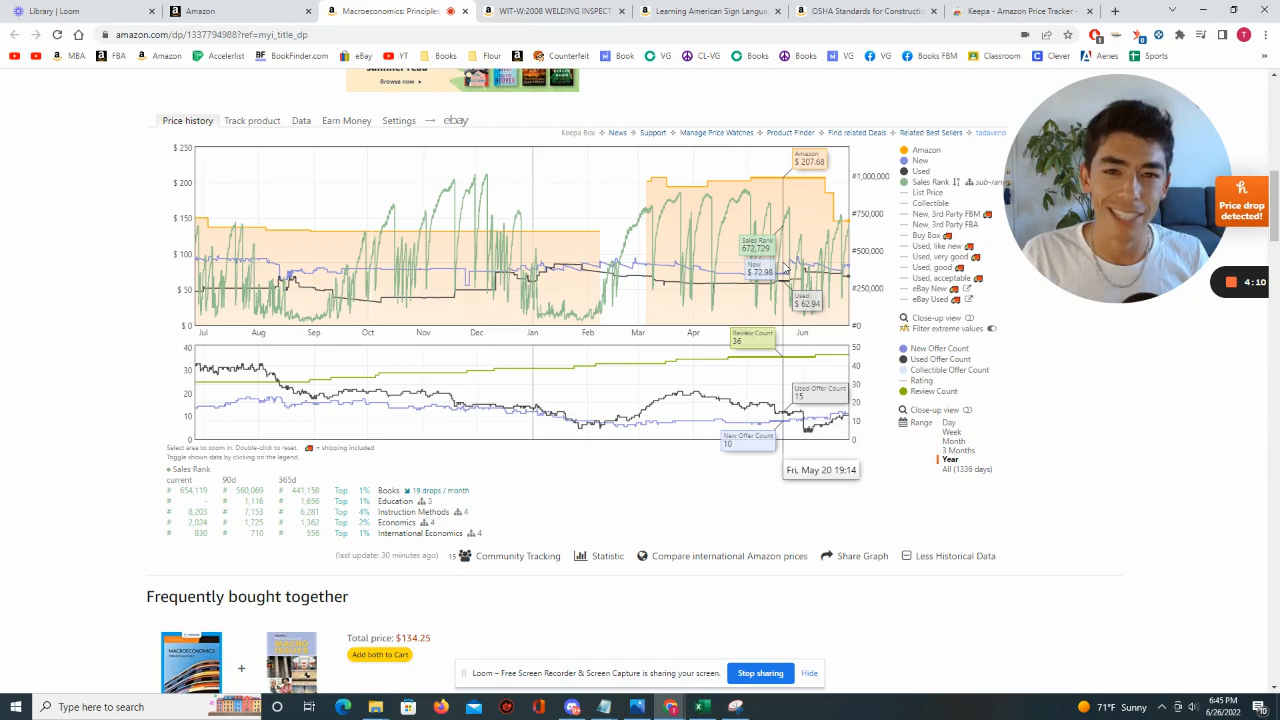 Library | Loom
Amazon
Macroeconomics: Principles
WIT-W-2008 WELDING INSPECT
Learning American Sign Langu
OSHA Standards for Constructio
Keepa - Amazon Price Tracker -
amazon.com/dp/1337794988?ref=myi_title_dp
MBA FBA Amazon Accelerlist BookFinder.com eBay YT Socks Flour Counterfeit Book VG VG Books VG VG Books FBM Classroom Clever Aeries Sports
Browse now
Price history Track product Data Earn Money Settings ebay
Keepa Box News Support Manage Price Watches Product Finder Find related Deals Related Best Sellers tadavenp
$ 250
$ 200
$ 150
$ 100
$ 50
$ 0
#1,000,000
#750,000
#500,000
#250,000
#0
Amazon
$ 207.68
Sales Rank
672,729
New
$ 72.98
Used
$ 62.94
Jul Aug Sep Oct Nov Dec Jan Feb Mar Apr Jun
Review Count
36
Used Offer Count
15
New Offer Count
10
40
30
20
10
0
50
40
30
20
10
0
Fri, May 20 19:14
Amazon
New
Used
Sales Rank sub-ran
List Price
Collectible
New, 3rd Party FBM
New, 3rd Party FBA
Buy Box
Used, like new
Used, very good
Used, good
Used, acceptable
eBay New
eBay Used
Close-up view
Filter extreme values
New Offer Count
Used Offer Count
Collectible Offer Count
Rating
Review Count
Close-up view
Range Day
Week
Month
3 Months
Year
All (1336 days)
Select area to zoom in. Double-click to reset. = shipping included
Toggle shown data by clicking on the legend.
Sales Rank
current 90d 365d
# 654,119 # 560,069 # 441,158 Top 1% Books 19 drops / month
# - # 1,116 # 1,656 Top 1% Education 3
# 8,203 # 7,153 # 6,281 Top 4% Instruction Methods 4
# 2,024 # 1,725 # 1,362 Top 2% Economics 4
# 830 # 710 # 556 Top 1% International Economics 4
(last update: 30 minutes ago) 15 Community Tracking Statistic Compare international Amazon prices Share Graph Less Historical Data
Price drop
detected!
4:10
Frequently bought together
MACROECONOMICS
MACRO
ISSUES
+
Total price: $134.25
Add both to Cart
Loom – Free Screen Recorder & Screen Capture is sharing your screen. Stop sharing Hide
Type here to search
71°F Sunny
6:45 PM
6/26/2022